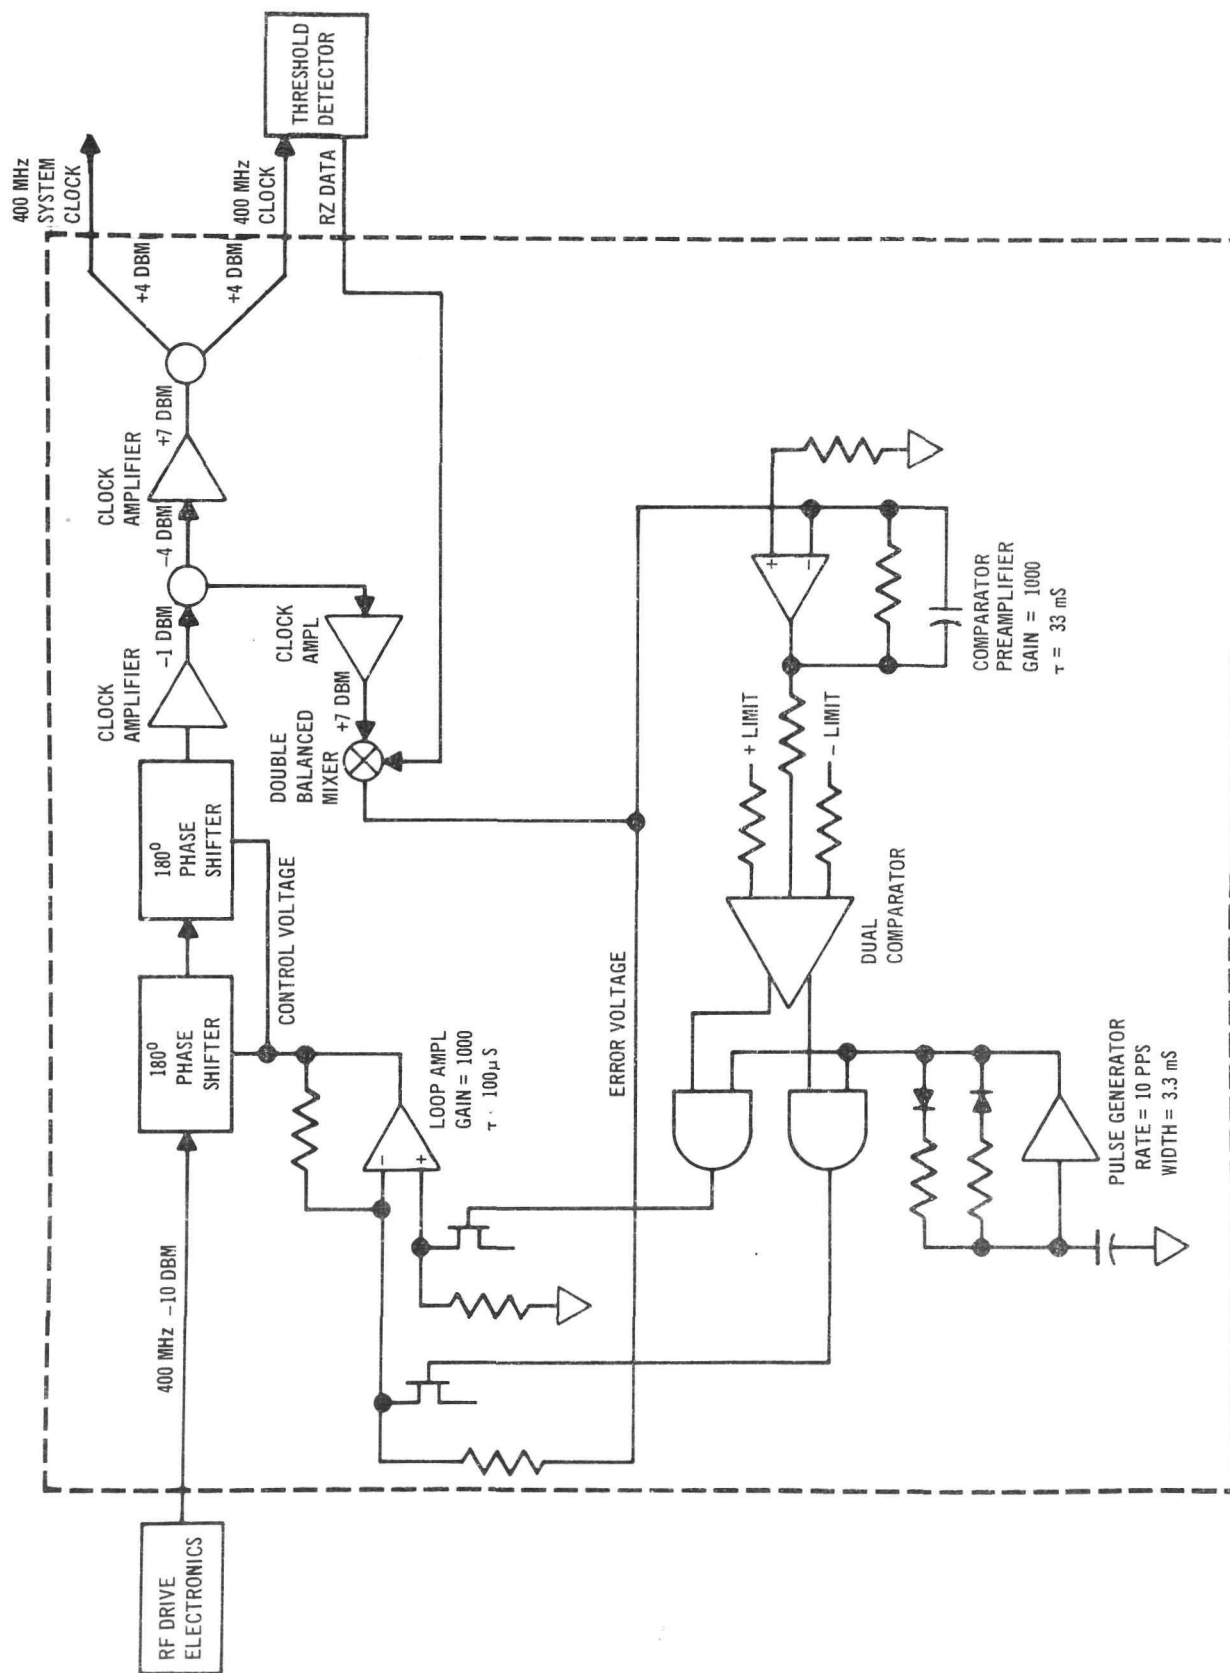 RF DRIVE
ELECTRONICS
400 MHz -10 DBM
180⁰
PHASE
SHIFTER
180⁰
PHASE
SHIFTER
CONTROL VOLTAGE
CLOCK
AMPLIFIER
-1 DBM
-4 DBM
CLOCK
AMPLIFIER
+7 DBM
+4 DBM
+4 DBM
400 MHz
SYSTEM
CLOCK
400 MHz
CLOCK
THRESHOLD
DETECTOR
RZ DATA
CLOCK
AMPL
+7 DBM
DOUBLE
BALANCED
MIXER
-
+
LOOP AMPL
GAIN = 1000
τ · 100μS
ERROR VOLTAGE
+ LIMIT
- LIMIT
DUAL
COMPARATOR
+
-
COMPARATOR
PREAMPLIFIER
GAIN = 1000
τ = 33 mS
PULSE GENERATOR
RATE = 10 PPS
WIDTH = 3.3 mS